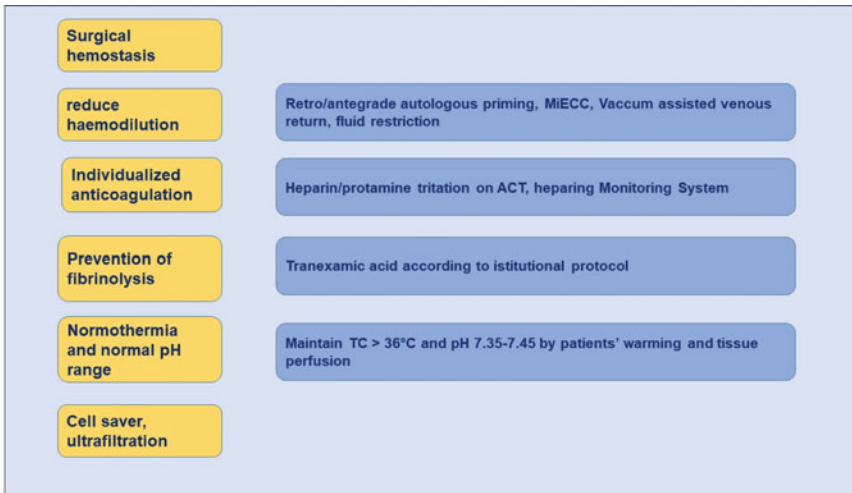 Surgical
hemostasis
reduce
haemodilution
Retro/antegrade autologous priming, MiECC, Vaccum assisted venous
return, fluid restriction
Individualized
anticoagulation
Heparin/protamine tritation on ACT, heparing Monitoring System
Prevention of
fibrinolysis
Tranexamic acid according to istitutional protocol
Normothermia
and normal pH
range
Maintain TC > 36°C and pH 7.35-7.45 by patients' warming and tissue
perfusion
Cell saver,
ultrafiltration